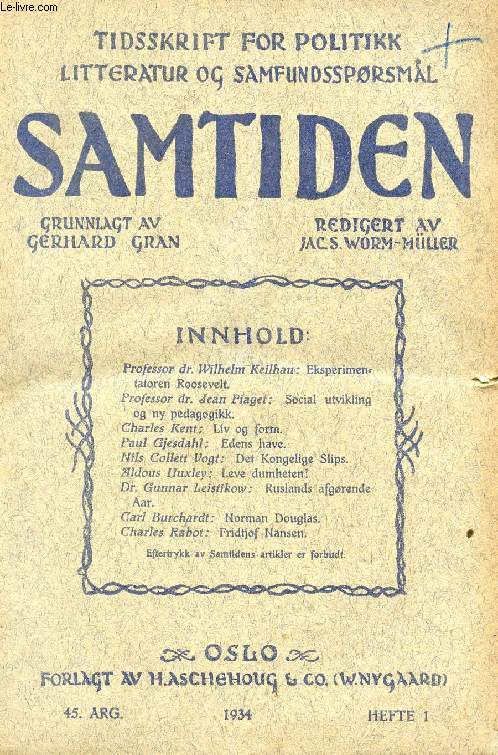 Le-livre.com
TIDSSKRIFT FOR POLITIKK
LITTERATUR OG SAMFUNDSSPØRSMÅL
SAMTIDEN
GRUNNLAGT AV
GERHARD GRAN
REDIGERT AV
JAC. S. WORM-MÜLLER
INNHOLD:
Professor dr. Wilhelm Keilhau: Eksperimen-
tatoren Roosevelt.
Professor dr. Jean Piaget: Social utvikling
og ny pedagogikk.
Charles Kent: Liv og form.
Paul Gjesdahl: Edens have.
Nils Collett Vogt: Det Kongelige Slips.
Aldous Huxley: Leve dumheten!
Dr. Gunnar Leistikow: Ruslands afgørende
Aar.
Carl Burchardt: Norman Douglas.
Charles Rabot: Fridtjof Nansen.
Eftertrykk av Samtidens artikler er forbudt.
OSLO
FORLAGT AV H. ASCHEHOUG & CO. (W. NYGAARD)
45. ARG. 1934 HEFTE 1